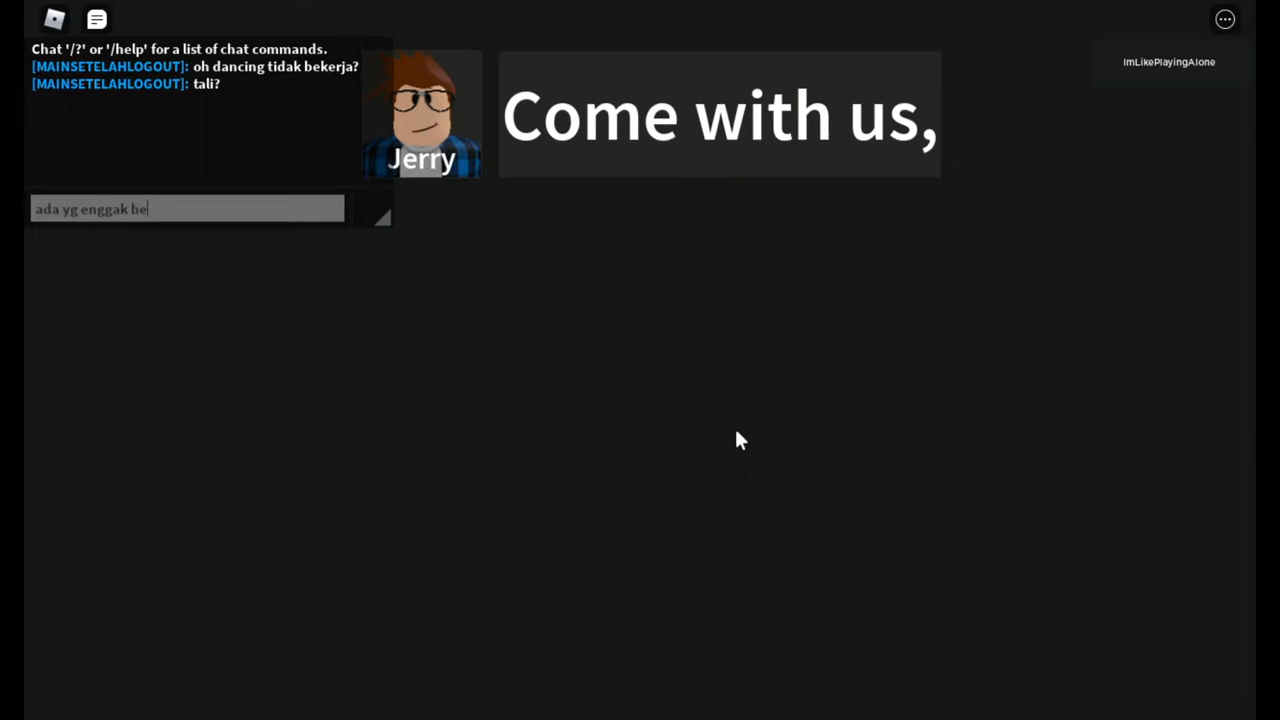 Chat '/?' or '/help' for a list of chat commands.
[MAINSETELAHLOGOUT]: oh dancing tidak bekerja?
[MAINSETELAHLOGOUT]: tali?
ada yg enggak be
Jerry
Come with us,
ImLikePlayingAlone